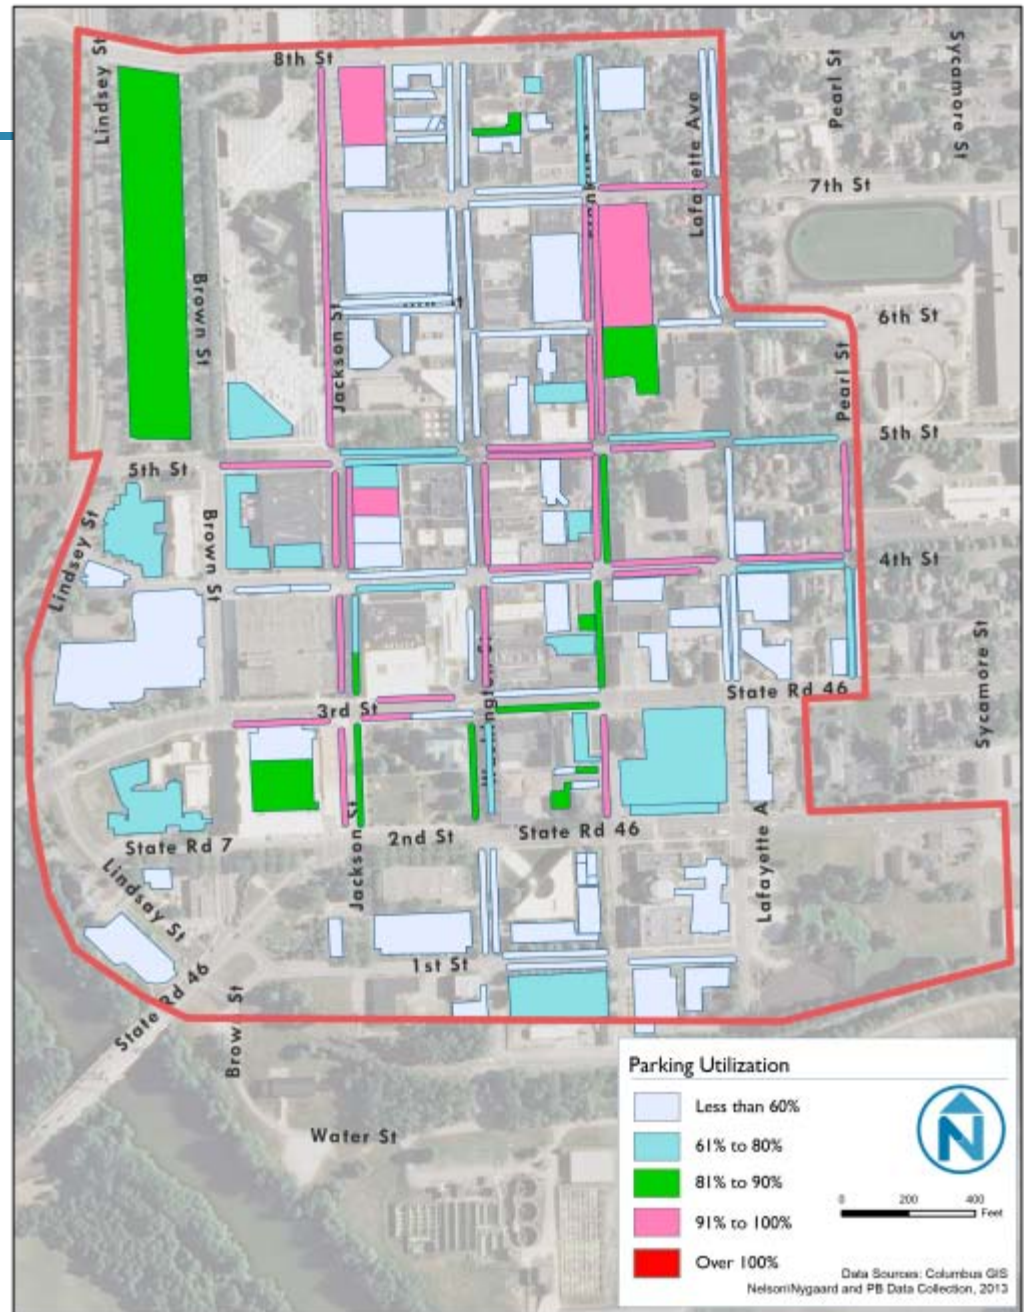 8th St
Lindsey St
Pearl St
Sycamore St
Lafayette Ave
7th St
Brown St
Jackson St
6th St
Pearl St
5th St
5th St
Lindsey St
Brown St
4th St
State Rd 46
Sycamore St
3rd St
State Rd 7
Jackson St
2nd St
State Rd 46
Lafayette A
Lindsay St
1st St
State Rd 46
Brow St
Water St
Parking Utilization
Less than 60%
61% to 80%
81% to 90%
91% to 100%
Over 100%
N
0 200 400
Feet
Data Sources: Columbus GIS
Nelson\Nygaard and PB Data Collection, 2013